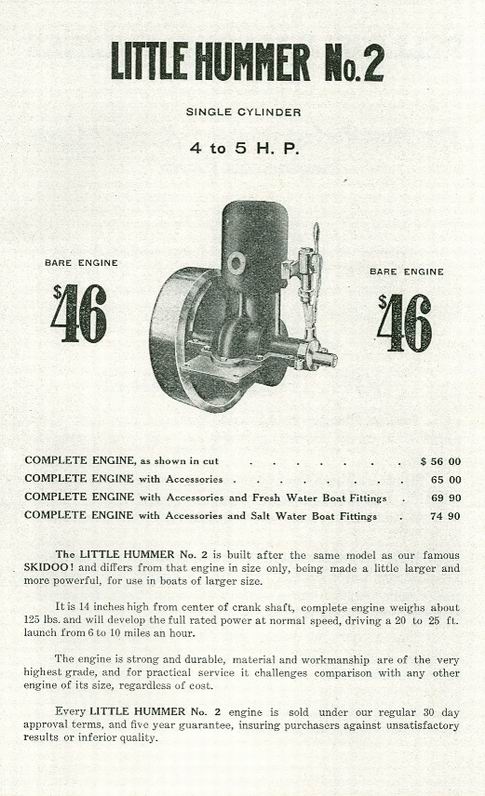 LITTLE HUMMER No. 2
SINGLE CYLINDER
4 to 5 H. P.
BARE ENGINE
$46
BARE ENGINE
$46
COMPLETE ENGINE, as shown in cut . . . . . . . $ 56 00
COMPLETE ENGINE with Accessories . . . . . . . . 65 00
COMPLETE ENGINE with Accessories and Fresh Water Boat Fittings . 69 90
COMPLETE ENGINE with Accessories and Salt Water Boat Fittings . 74 90
The LITTLE HUMMER No. 2 is built after the same model as our famous
SKIDOO! and differs from that engine in size only, being made a little larger and
more powerful, for use in boats of larger size.
It is 14 inches high from center of crank shaft, complete engine weighs about
125 lbs. and will develop the full rated power at normal speed, driving a 20 to 25 ft.
launch from 6 to 10 miles an hour.
The engine is strong and durable, material and workmanship are of the very
highest grade, and for practical service it challenges comparison with any other
engine of its size, regardless of cost.
Every LITTLE HUMMER No. 2 engine is sold under our regular 30 day
approval terms, and five year guarantee, insuring purchasers against unsatisfactory
results or inferior quality.